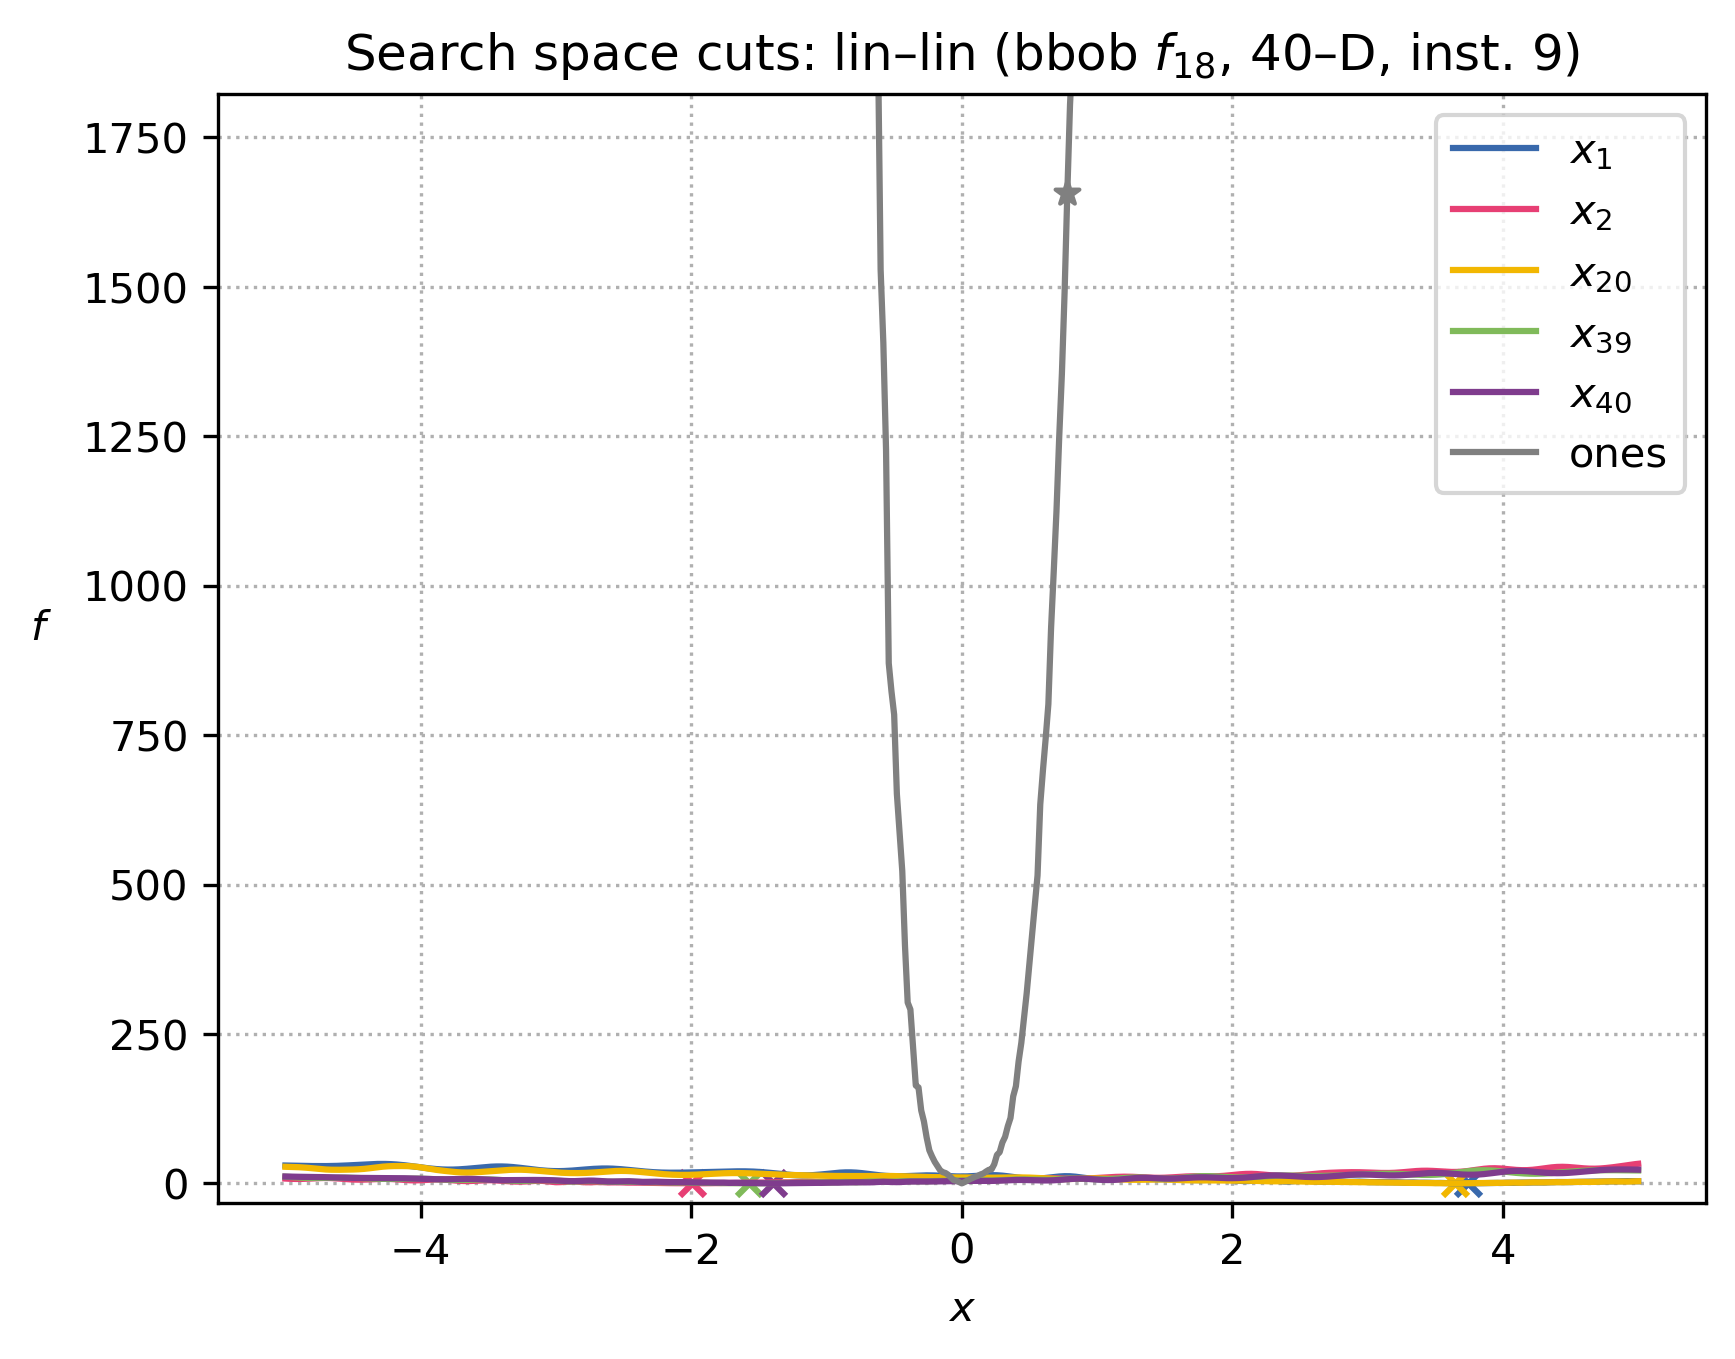 Search space cuts: lin–lin (bbob f18, 40–D, inst. 9)
1750
1500
1250
1000
750
500
250
0
f
−4
−2
0
2
4
x
x1
x2
x20
x39
x40
ones